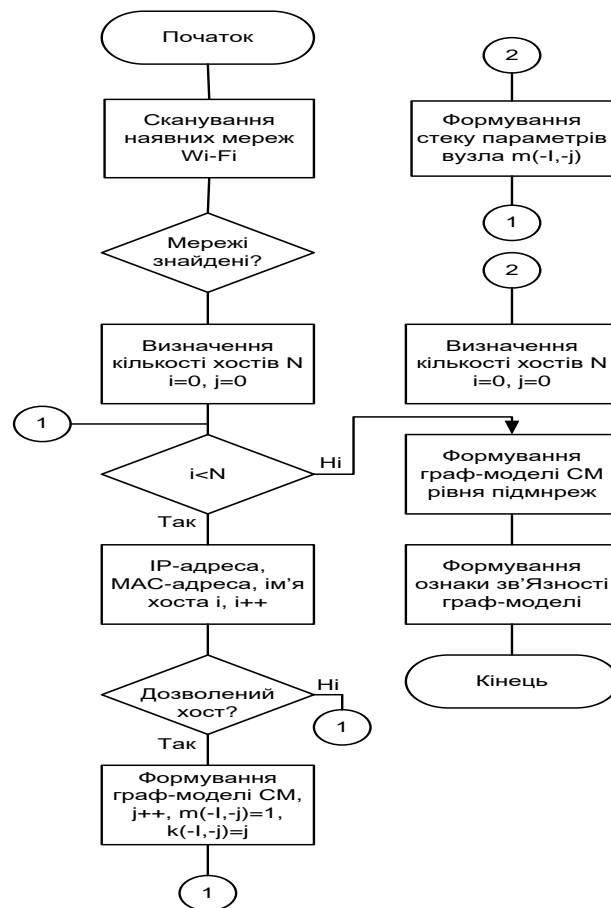 Початок
Сканування
наявних мереж
Wi-Fi
Мережі
знайдені?
Визначення
кількості хостів N
i=0, j=0
1
i<N
Ні
Так
IP-адреса,
MAC-адреса, ім'я
хоста i, i++
Дозволений
хост?
Ні
1
Так
Формування
граф-моделі СМ,
j++, m(-I,-j)=1,
k(-I,-j)=j
1
2
Формування
стеку параметрів
вузла m(-I,-j)
1
2
Визначення
кількості хостів N
i=0, j=0
Формування
граф-моделі СМ
рівня підмнреж
Формування
ознаки зв'Язності
граф-моделі
Кінець